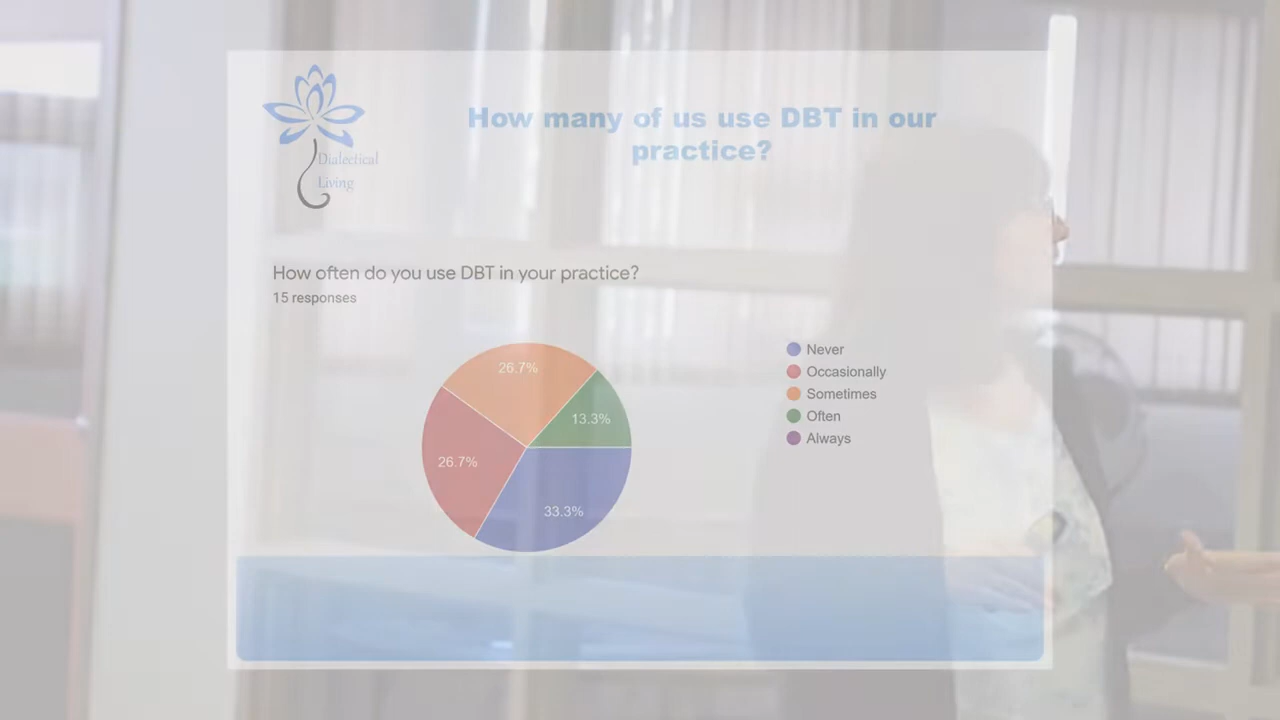 Dialectical
Living
How many of us use DBT in our
practice?
How often do you use DBT in your practice?
15 responses
26.7%
13.3%
26.7%
33.3%
Never
Occasionally
Sometimes
Often
Always